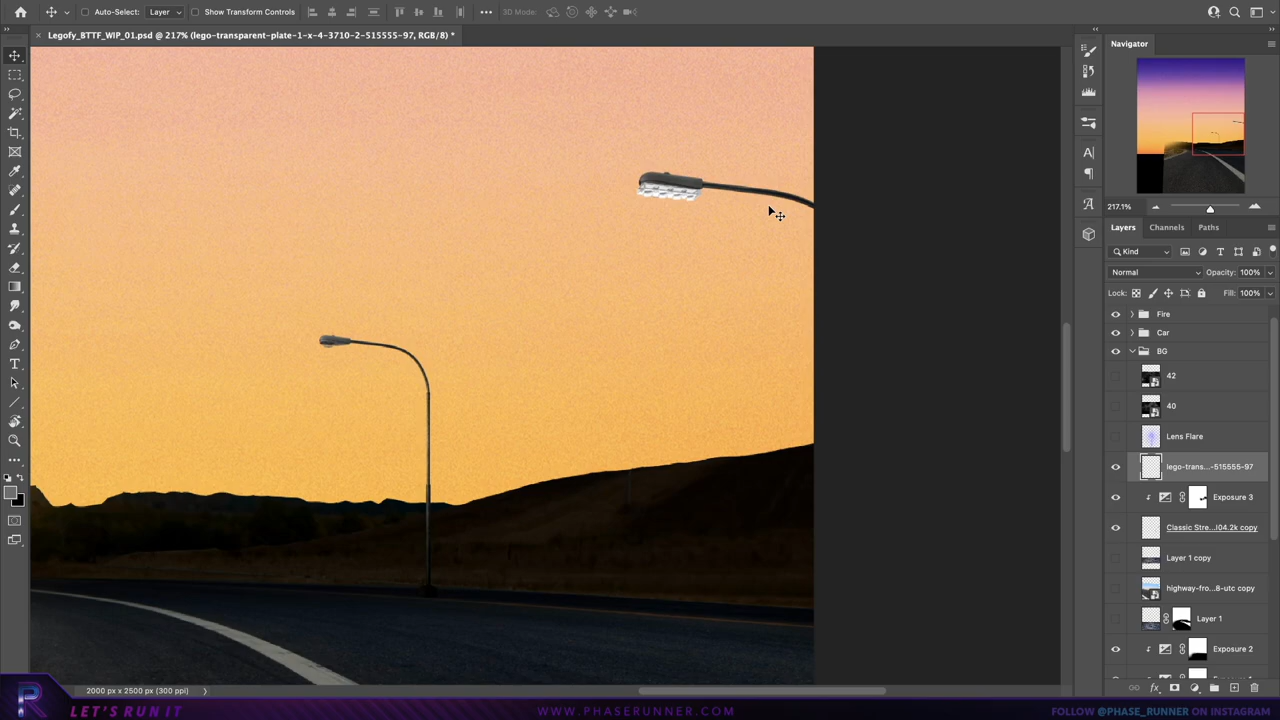 Auto-Select:
Layer
Show Transform Controls
3D Mode:
Legofy_BTTF_WIP_01.psd @ 217% (lego-transparent-plate-1-x-4-3710-2-515555-97, RGB/8) *
Navigator
217.1%
Layers
Channels
Paths
Kind
Normal
Opacity: 100%
Lock:
Fill: 100%
Fire
Car
BG
42
40
Lens Flare
lego-trans...-515555-97
Exposure 3
Classic Stre...l04.2k copy
Layer 1 copy
highway-fro...8-utc copy
Layer 1
Exposure 2
2000 px x 2500 px (300 ppi)
LET'S RUN IT
WWW.PHASERUNNER.COM
FOLLOW @PHASE_RUNNER ON INSTAGRAM